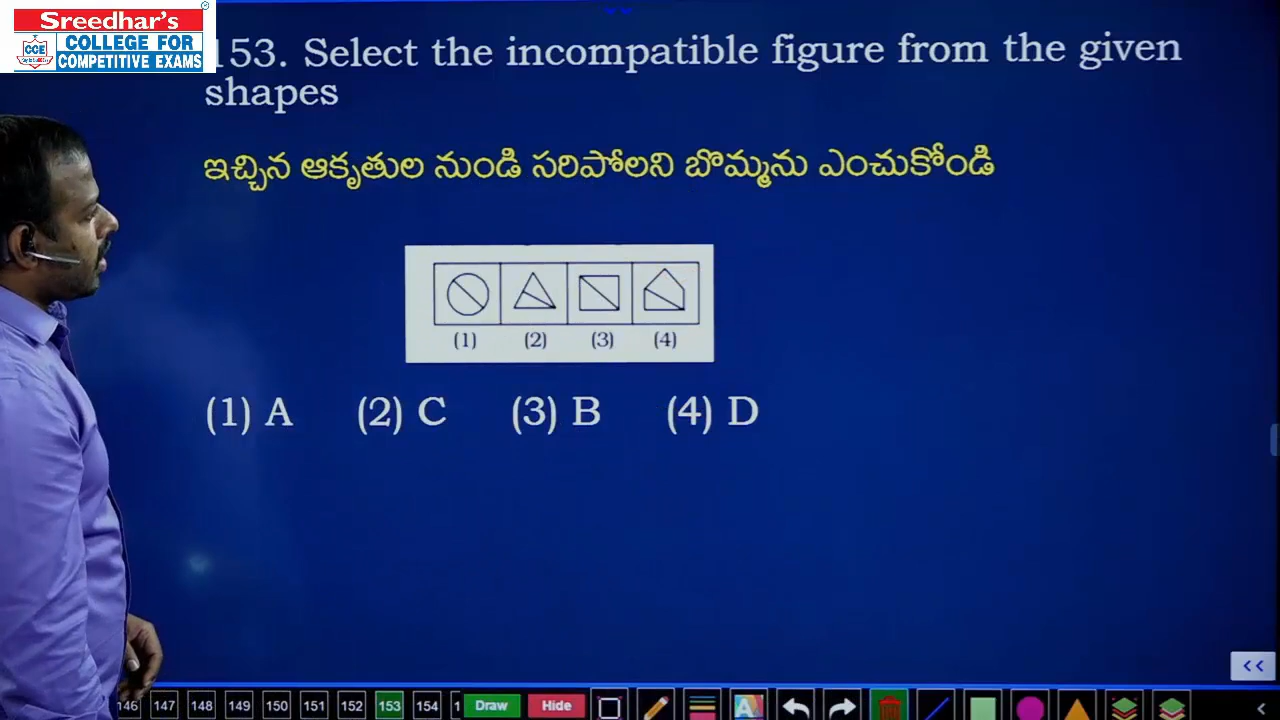 Sreedhar's
CCE
COLLEGE FOR
COMPETITIVE EXAMS
153. Select the incompatible figure from the given
shapes
ఇచ్చిన ఆకృతుల నుండి సరిపోలని బొమ్మను ఎంచుకోండి
(1) (2) (3) (4)
(1) A (2) C (3) B (4) D
146 147 148 149 150 151 152 153 154 1 Draw Hide A
<<